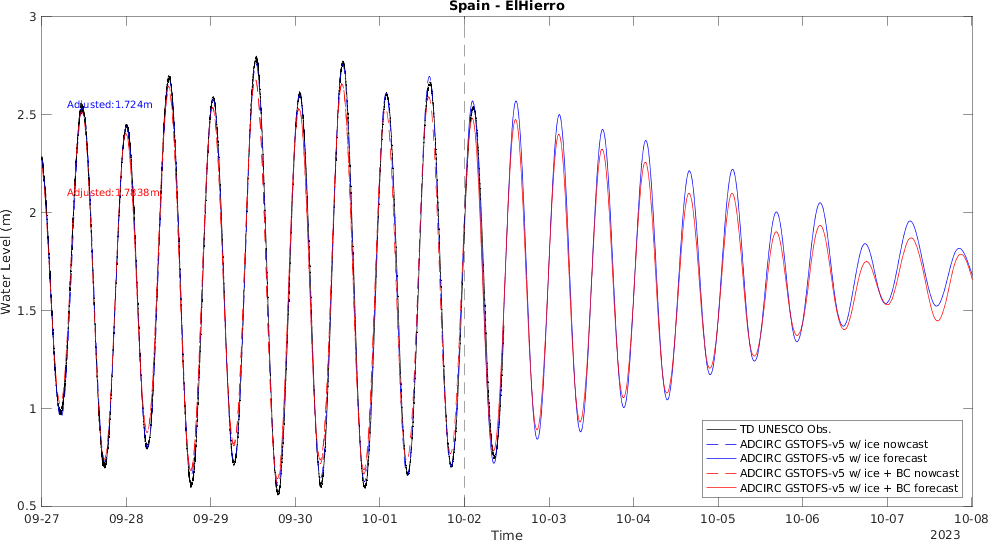 Spain - ElHierro
3
2.5
2
1.5
1
0.5
Water Level (m)
Adjusted:1.724m
Adjusted:1.7838m
TD UNESCO Obs.
ADCIRC GSTOFS-v5 w/ ice nowcast
ADCIRC GSTOFS-v5 w/ ice forecast
ADCIRC GSTOFS-v5 w/ ice + BC nowcast
ADCIRC GSTOFS-v5 w/ ice + BC forecast
09-27 09-28 09-29 09-30 10-01 10-02 10-03 10-04 10-05 10-06 10-07 10-08
Time
2023